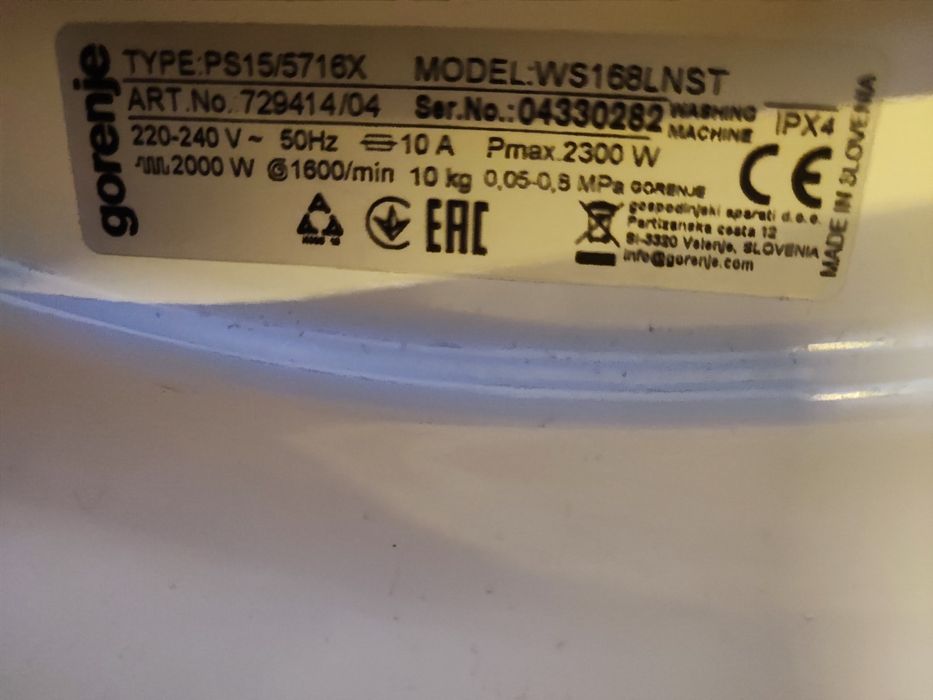 gorenje
TYPE:PS15/5716X MODEL:WS168LNST
ART.No.:729414/04 Ser.No.:04330282 WASHING MACHINE IPX4
220-240 V ~ 50Hz 10 A Pmax.2300 W
2000 W 1600/min 10 kg 0,05-0,8 MPa
CE
EAC
GORENJE
gospodinjski aparati d.o.o.
Partizanska cesta 12
SI-3320 Velenje, SLOVENIA
info@gorenje.com
MADE IN SLOVENIA